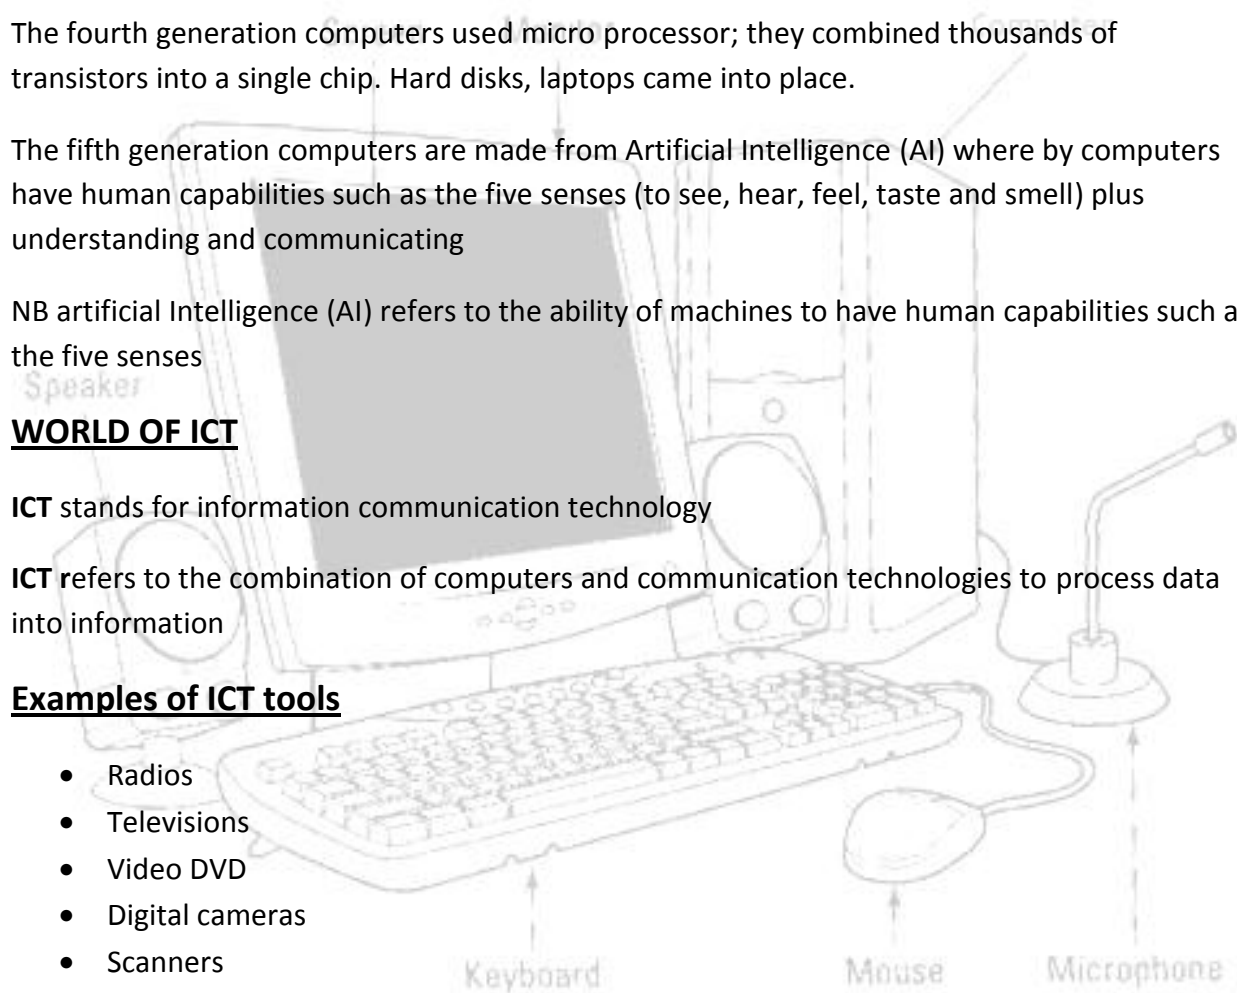 Screen Monitor Computer
The fourth generation computers used micro processor; they combined thousands of
transistors into a single chip. Hard disks, laptops came into place.
The fifth generation computers are made from Artificial Intelligence (AI) where by computers
have human capabilities such as the five senses (to see, hear, feel, taste and smell) plus
understanding and communicating
NB artificial Intelligence (AI) refers to the ability of machines to have human capabilities such a
the five senses
Speaker
WORLD OF ICT
ICT stands for information communication technology
ICT refers to the combination of computers and communication technologies to process data
into information
Examples of ICT tools
• Radios
• Televisions
• Video DVD
• Digital cameras
• Scanners
Keyboard Mouse Microphone